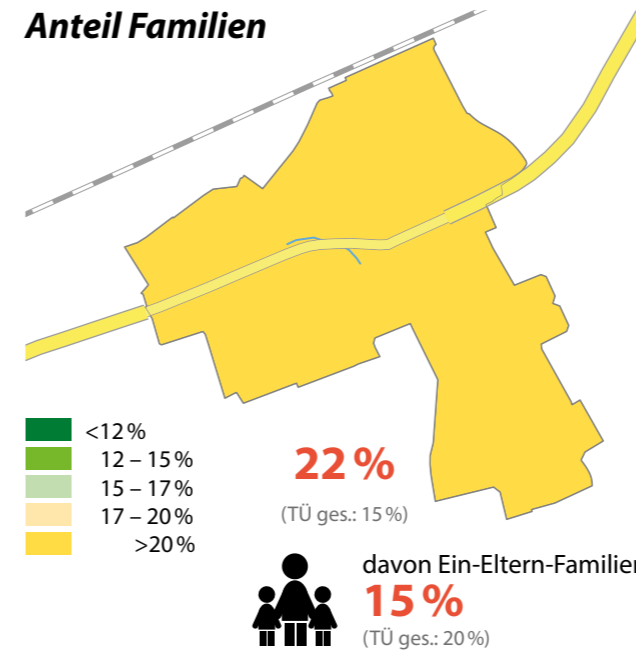 Anteil Familien
<12 %
12 – 15 %
15 – 17 %
17 – 20 %
>20 %
22 %
(TÜ ges.: 15 %)
davon Ein-Eltern-Familien
15 %
(TÜ ges.: 20 %)